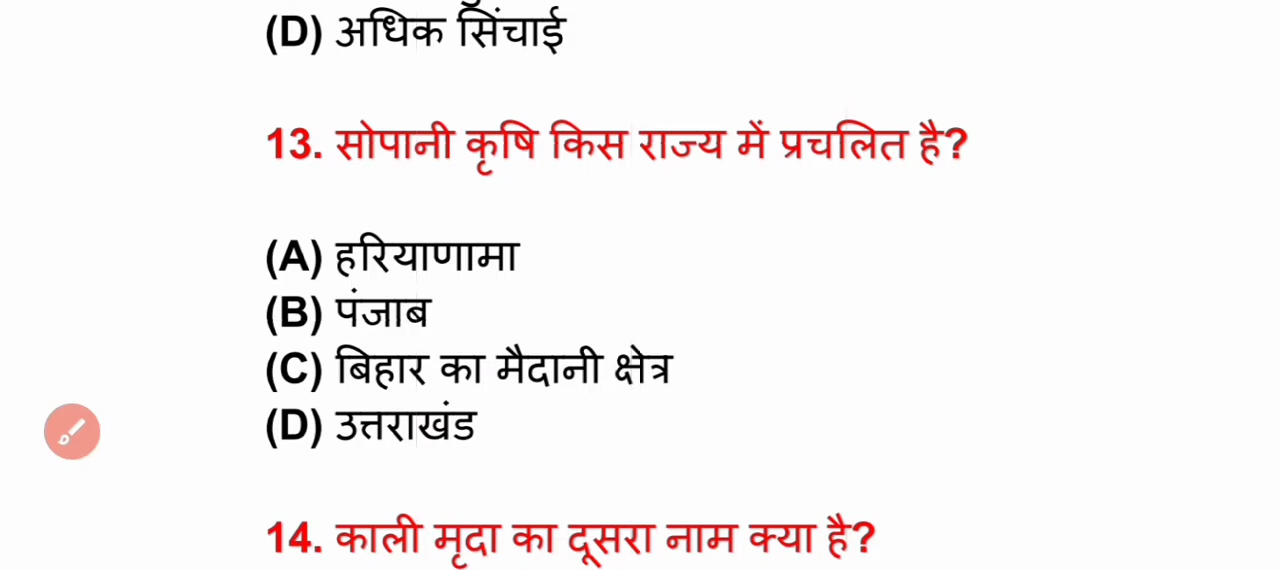 (D) अधिक सिंचाई
13. सोपानी कृषि किस राज्य में प्रचलित है?
(A) हरियाणामा
(B) पंजाब
(C) बिहार का मैदानी क्षेत्र
(D) उत्तराखंड
14. काली मृदा का दूसरा नाम क्या है?